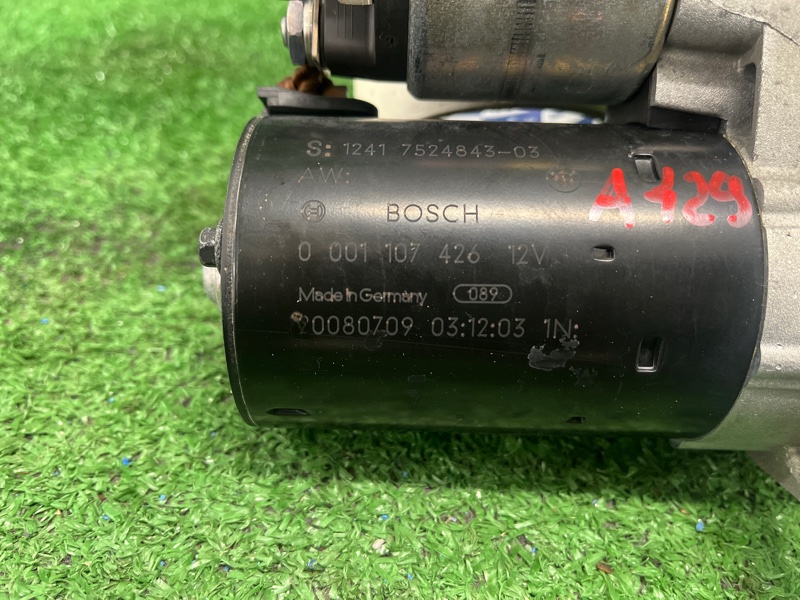 S: 1241 7524843-03
AW:
BOSCH
A129
0 001 107 426 12V
Made in Germany 089
20080709 03:12:03 1N: